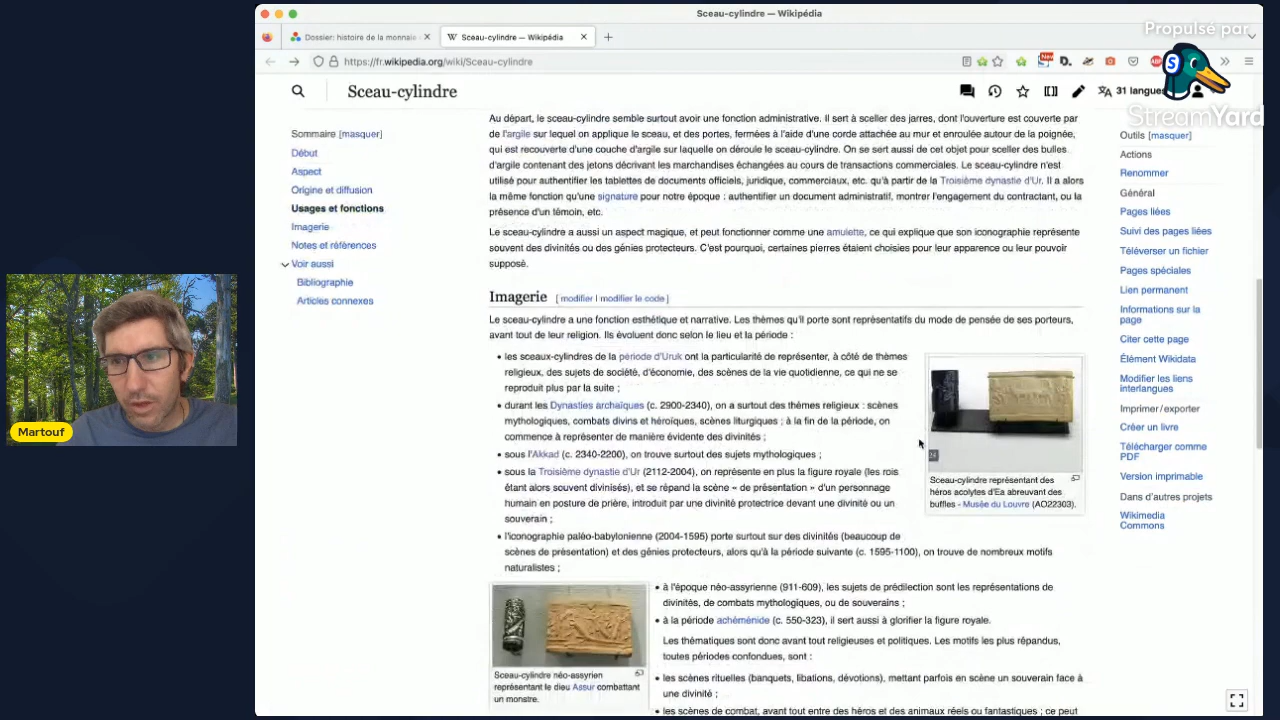 Sceau-cylindre — Wikipédia
Propulsé par
StreamYard
Dossier: histoire de la monnaie
Sceau-cylindre — Wikipédia
https://fr.wikipedia.org/wiki/Sceau-cylindre
Sceau-cylindre
31 langues
Sommaire [masquer]
Début
Aspect
Origine et diffusion
Usages et fonctions
Imagerie
Notes et références
Voir aussi
Bibliographie
Articles connexes
Au départ, le sceau-cylindre semble surtout avoir une fonction administrative. Il sert à sceller des jarres, dont l'ouverture est couverte par
de l'argile sur lequel on applique le sceau, et des portes, fermées à l'aide d'une corde attachée au mur et enroulée autour de la poignée,
qui est recouverte d'une couche d'argile sur laquelle on déroule le sceau-cylindre. On se sert aussi de cet objet pour sceller des bulles
d'argile contenant des jetons décrivant les marchandises échangées au cours de transactions commerciales. Le sceau-cylindre n'est
utilisé pour authentifier les tablettes de documents officiels, juridique, commerciaux, etc. qu'à partir de la Troisième dynastie d'Ur. Il a alors
la même fonction qu'une signature pour notre époque : authentifier un document administratif, montrer l'engagement du contractant, ou la
présence d'un témoin, etc.
Le sceau-cylindre a aussi un aspect magique, et peut fonctionner comme une amulette, ce qui explique que son iconographie représente
souvent des divinités ou des génies protecteurs. C'est pourquoi, certaines pierres étaient choisies pour leur apparence ou leur pouvoir
supposé.
Imagerie [ modifier | modifier le code ]
Le sceau-cylindre a une fonction esthétique et narrative. Les thèmes qu'il porte sont représentatifs du mode de pensée de ses porteurs,
avant tout de leur religion. Ils évoluent donc selon le lieu et la période :
• les sceaux-cylindres de la période d'Uruk ont la particularité de représenter, à côté de thèmes
religieux, des sujets de société, d'économie, des scènes de la vie quotidienne, ce qui ne se
reproduit plus par la suite ;
• durant les Dynasties archaïques (c. 2900-2340), on a surtout des thèmes religieux : scènes
mythologiques, combats divins et héroïques, scènes liturgiques ; à la fin de la période, on
commence à représenter de manière évidente des divinités ;
• sous l'Akkad (c. 2340-2200), on trouve surtout des sujets mythologiques ;
• sous la Troisième dynastie d'Ur (2112-2004), on représente en plus la figure royale (les rois
étant alors souvent divinisés), et se répand la scène « de présentation » d'un personnage
humain en posture de prière, introduit par une divinité protectrice devant une divinité ou un
souverain ;
• l'iconographie paléo-babylonienne (2004-1595) porte surtout sur des divinités (beaucoup de
scènes de présentation) et des génies protecteurs, alors qu'à la période suivante (c. 1595-1100), on trouve de nombreux motifs
naturalistes ;
Sceau-cylindre représentant des
héros acolytes d'Ea abreuvant des
buffles - Musée du Louvre (AO22303).
• à l'époque néo-assyrienne (911-609), les sujets de prédilection sont les représentations de
divinités, de combats mythologiques, ou de souverains ;
• à la période achéménide (c. 550-323), il sert aussi à glorifier la figure royale.
Les thématiques sont donc avant tout religieuses et politiques. Les motifs les plus répandus,
toutes périodes confondues, sont :
• les scènes rituelles (banquets, libations, dévotions), mettant parfois en scène un souverain face à
une divinité ;
• les scènes de combat, avant tout entre des héros et des animaux réels ou fantastiques ; ce peut
Sceau-cylindre néo-assyrien
représentant le dieu Assur combattant
un monstre.
Outils [masquer]
Actions
Renommer
Général
Pages liées
Suivi des pages liées
Téléverser un fichier
Pages spéciales
Lien permanent
Informations sur la
page
Citer cette page
Élément Wikidata
Modifier les liens
interlangues
Imprimer/exporter
Créer un livre
Télécharger comme
PDF
Version imprimable
Dans d'autres projets
Wikimedia
Commons
Martouf